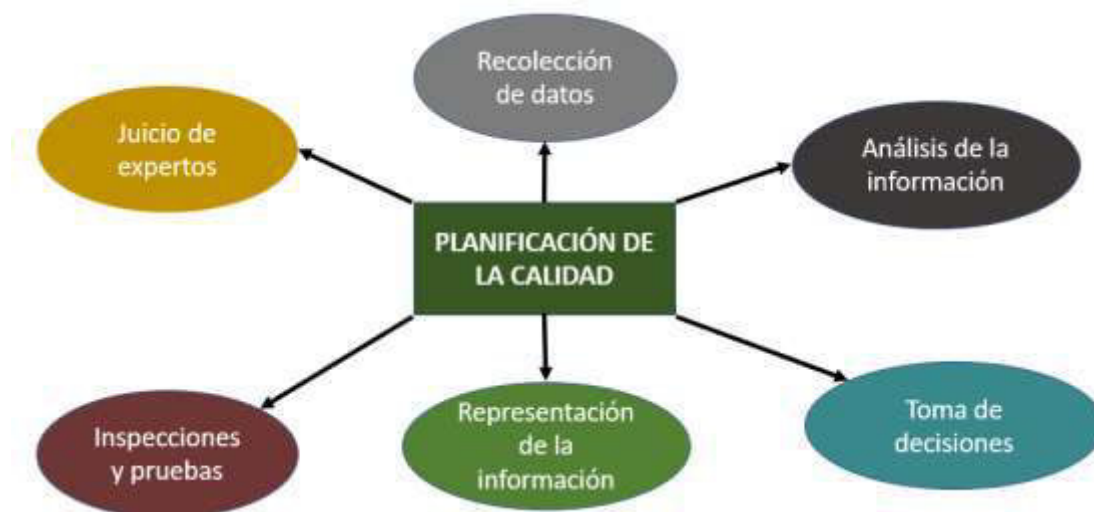 Recolección
de datos
Juicio de
expertos
Análisis de la
información
PLANIFICACIÓN DE
LA CALIDAD
Inspecciones
y pruebas
Representación
de la
información
Toma de
decisiones